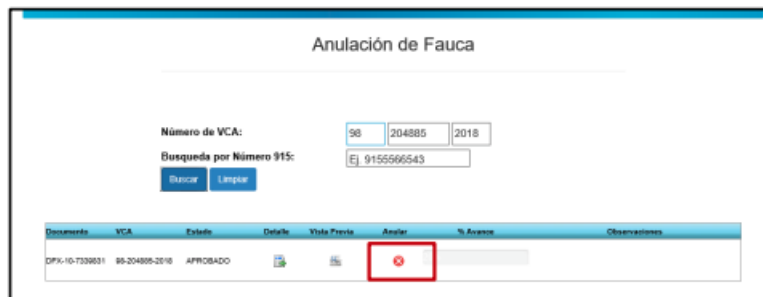 Anulación de Fauca
Número de VCA: 98 204885 2018
Busqueda por Número 915: Ej. 9155566543
Buscar Limpiar
Documento VCA Estado Detalle Vista Previa Anular % Avance Observaciones
DPX-10-7339831 98-204885-2018 APROBADO